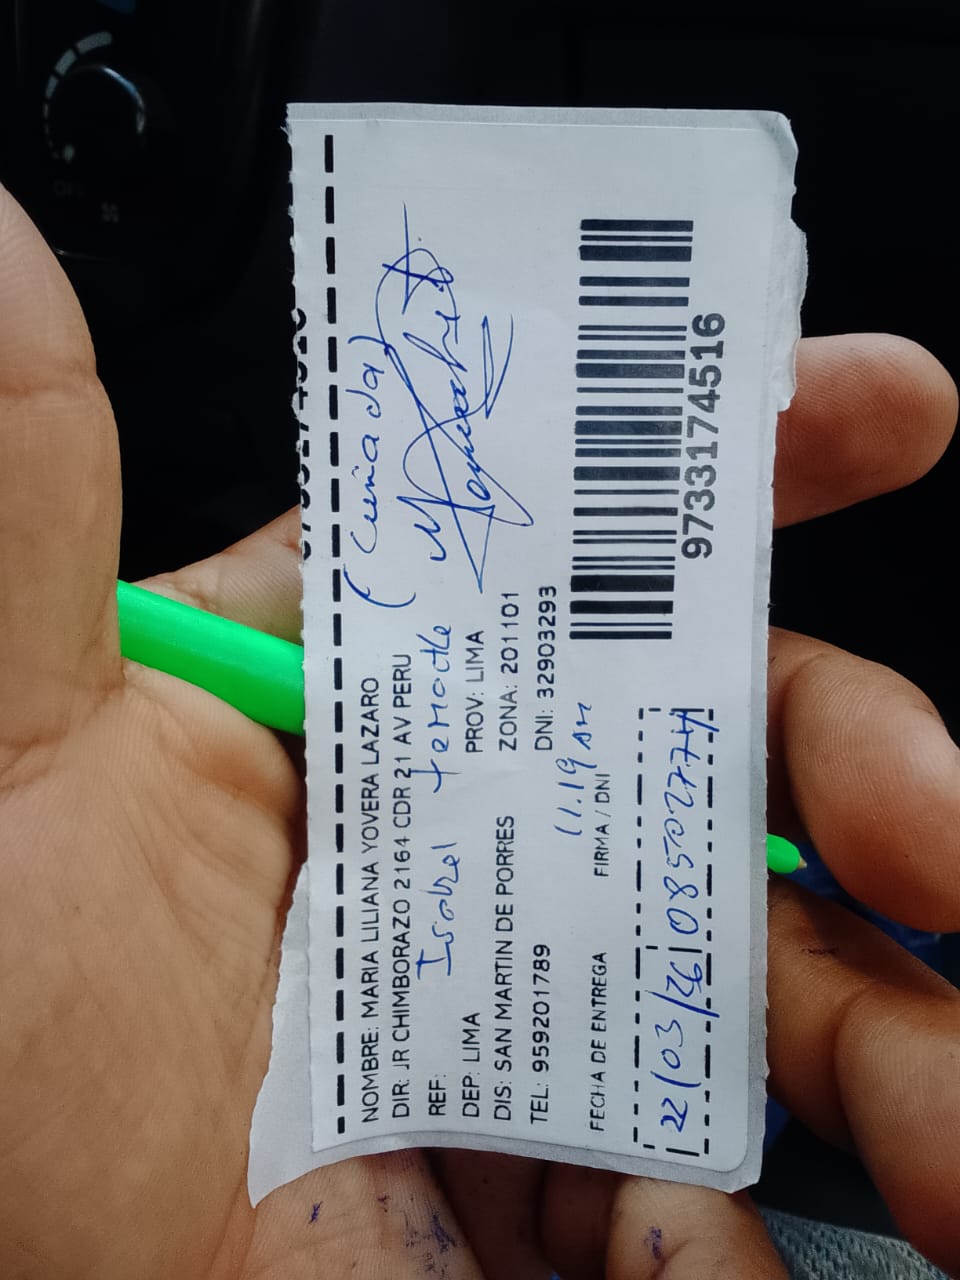 NOMBRE: MARIA LILIANA YOVERA LAZARO
DIR: JR CHIMBORAZO 2164 CDR 21 AV PERU
(Cuñada)
REF:
Isabel
DEP: LIMA PROV: LIMA
DIS: SAN MARTIN DE PORRES ZONA: 201101
TEL: 959201789 DNI: 32903293
11.19 am
FECHA DE ENTREGA FIRMA / DNI
22/03/26 08502774
9733174516